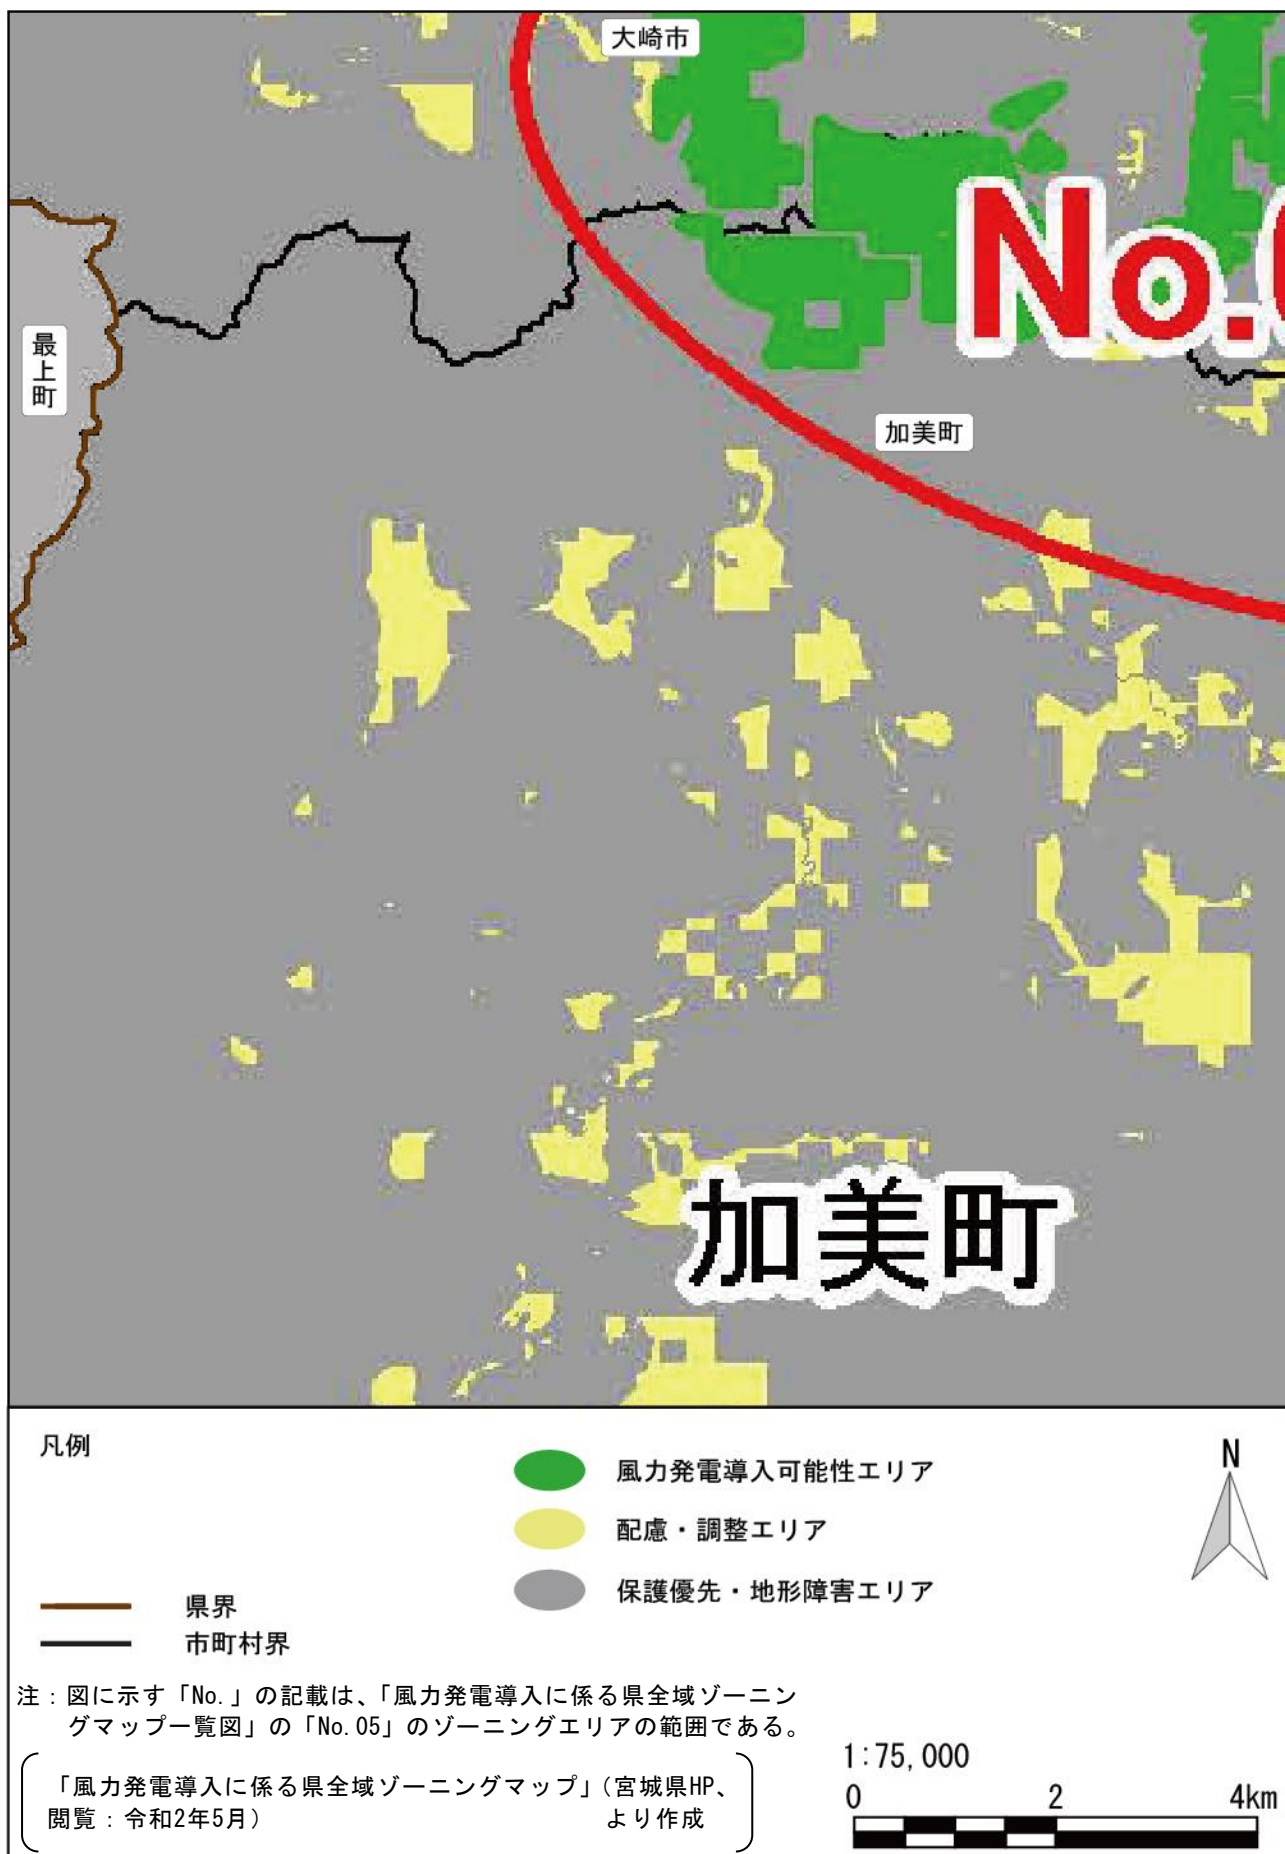 大崎市
No.
最上町
加美町
加美町
凡例
風力発電導入可能性エリア
配慮・調整エリア
保護優先・地形障害エリア
県界
市町村界
N
注：図に示す「No.」の記載は、「風力発電導入に係る県全域ゾーニン
グマップ一覧図」の「No.05」のゾーニングエリアの範囲である。
「風力発電導入に係る県全域ゾーニングマップ」（宮城県HP、
閲覧：令和2年5月） より作成
1:75,000
0 2 4km